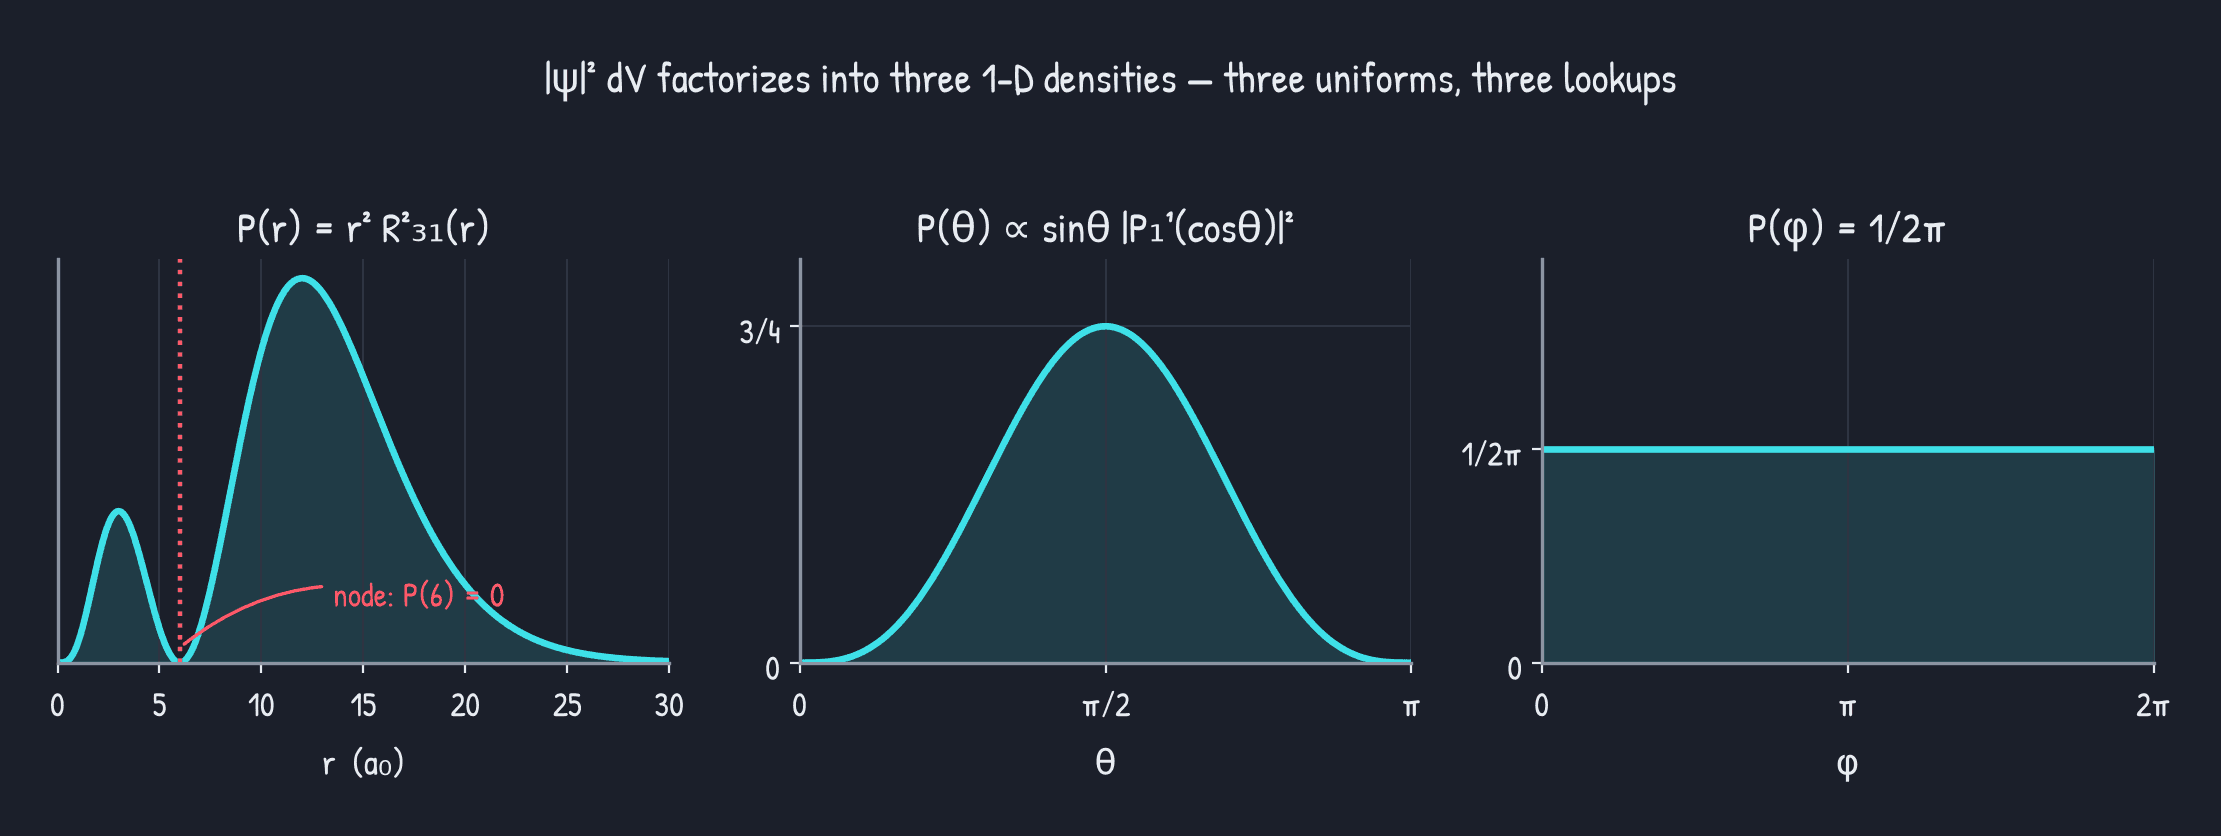 |ψ|² dV factorizes into three 1-D densities — three uniforms, three lookups
P(r) = r² R²₃₁(r)
node: P(6) = 0
0 5 10 15 20 25 30
r (a₀)
P(θ) ∝ sinθ |P₁¹(cosθ)|²
3/4
0
0 π/2 π
θ
P(φ) = 1/2π
1/2π
0
0 π 2π
φ